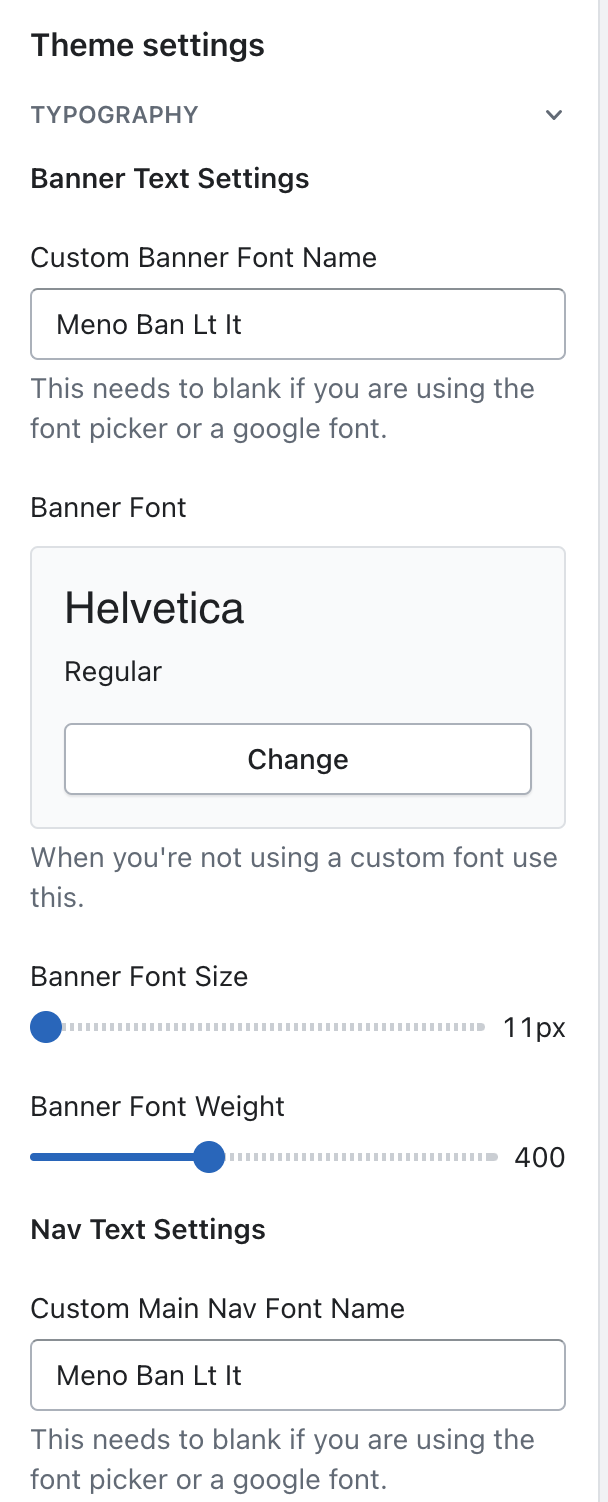 Theme settings
TYPOGRAPHY
Banner Text Settings
Custom Banner Font Name
Meno Ban Lt It
This needs to blank if you are using the
font picker or a google font.
Banner Font
Helvetica
Regular
Change
When you're not using a custom font use
this.
Banner Font Size
11px
Banner Font Weight
400
Nav Text Settings
Custom Main Nav Font Name
Meno Ban Lt It
This needs to blank if you are using the
font picker or a google font.